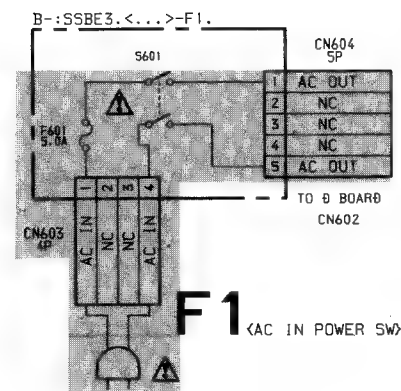 B-:SSBE3.<...>-F1.
S601
CN604
5P
1 AC OUT
2 NC
3 NC
4 NC
5 AC OUT
F601
5.0A
TO D BOARD
CN602
CN603
4P
1 2 3 4
AC IN
NC
NC
AC IN
F1 <AC IN POWER SW>